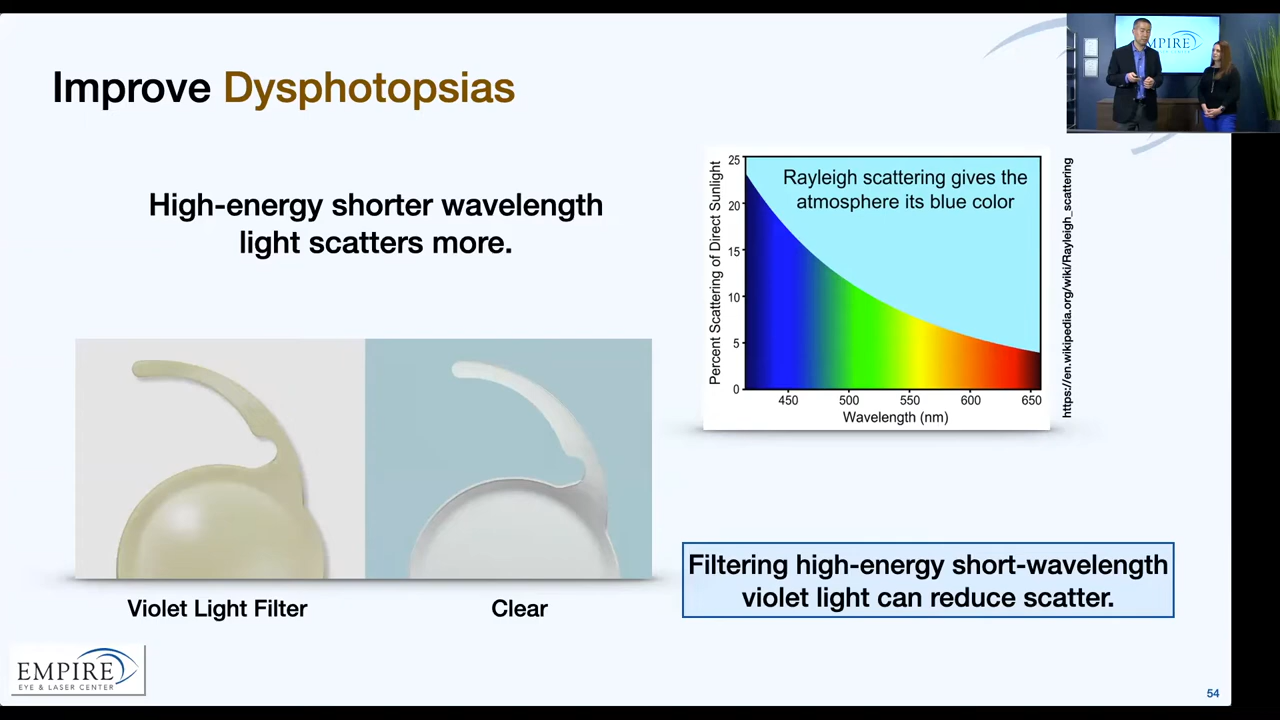 Improve Dysphotopsias
High-energy shorter wavelength
light scatters more.
Violet Light Filter
Clear
EMPIRE
EYE & LASER CENTER
Percent Scattering of Direct Sunlight
25
20
15
10
5
0
Rayleigh scattering gives the
atmosphere its blue color
450 500 550 600 650
Wavelength (nm)
https://en.wikipedia.org/wiki/Rayleigh_scattering
Filtering high-energy short-wavelength
violet light can reduce scatter.
54